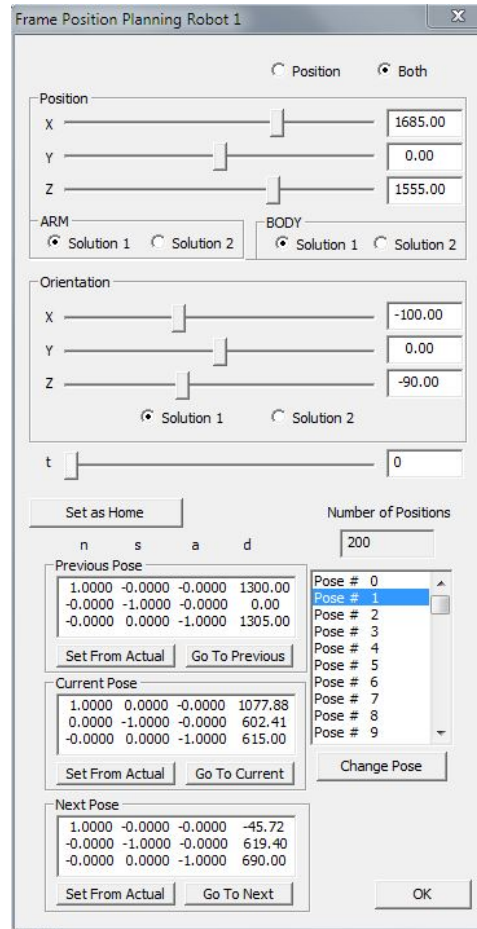 Frame Position Planning Robot 1
Position Both
Position
X 1685.00
Y 0.00
Z 1555.00
ARM BODY
Solution 1 Solution 2 Solution 1 Solution 2
Orientation
X -100.00
Y 0.00
Z -90.00
Solution 1 Solution 2
t 0
Set as Home Number of Positions
n s a d 200
Previous Pose
1.0000 -0.0000 -0.0000 1300.00
-0.0000 -1.0000 -0.0000 0.00
-0.0000 0.0000 -1.0000 1305.00
Set From Actual Go To Previous
Current Pose
1.0000 0.0000 -0.0000 1077.88
0.0000 -1.0000 -0.0000 602.41
-0.0000 0.0000 -1.0000 615.00
Set From Actual Go To Current
Pose # 0
Pose # 1
Pose # 2
Pose # 3
Pose # 4
Pose # 5
Pose # 6
Pose # 7
Pose # 8
Pose # 9
Change Pose
Next Pose
1.0000 -0.0000 -0.0000 -45.72
-0.0000 -1.0000 -0.0000 619.40
-0.0000 0.0000 -1.0000 690.00
Set From Actual Go To Next
OK